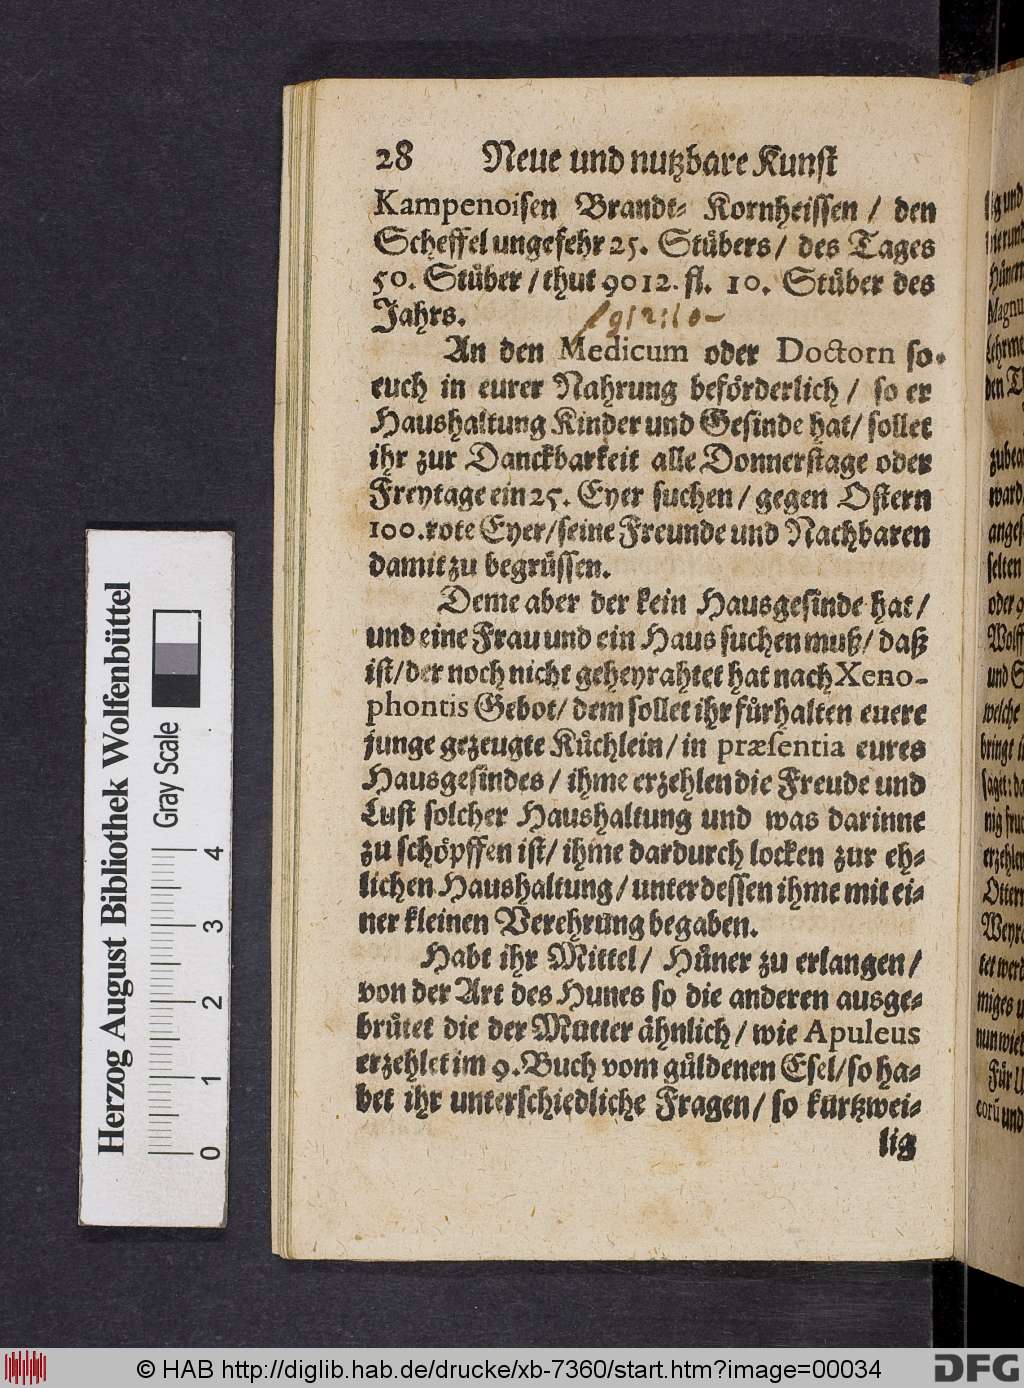 28 Neue und nutzbare Kunst
Kampenoisen Brandt- Kornheissen / den
Scheffel ungefehr 25. Stübers / des Tages
50. Stüber / thut 9012. fl. 10. Stüber des
Jahrs.
/912:10-
An den Medicum oder Doctorn so
euch in eurer Nahrung beförderlich / so er
Haushaltung Kinder und Gesinde hat / sollet
ihr zur Danckbarkeit alle Donnerstage oder
Freytage ein 25. Eyer suchen / gegen Ostern
100. rote Eyer / seine Freunde und Nachbaren
damit zu begrüssen.
Deme aber der kein Hausgesinde hat /
und eine Frau und ein Haus suchen muß / daß
ist / der noch nicht geheyrahtet hat nach Xeno-
phontis Gebot / dem sollet ihr fürhalten euere
junge gezeugte Küchlein / in præsentia eures
Hausgesindes / ihme erzehlen die Freude und
Lust solcher Haushaltung und was darinne
zu schöpffen ist / ihme dardurch locken zur eh-
lichen Haushaltung / unterdessen ihme mit ei-
ner kleinen Verehrung begaben.
Habt ihr Mittel / Hüner zu erlangen /
von der Art des Hunes so die anderen ausge-
brütet die der Mutter ähnlich / wie Apuleus
erzehlet im 9. Buch vom güldenen Esel / so ha-
bet ihr unterschiedliche Fragen / so kurtzwei-
lig
Herzog August Bibliothek Wolfenbüttel
Gray Scale
0 1 2 3 4
© HAB http://diglib.hab.de/drucke/xb-7360/start.htm?image=00034
DFG